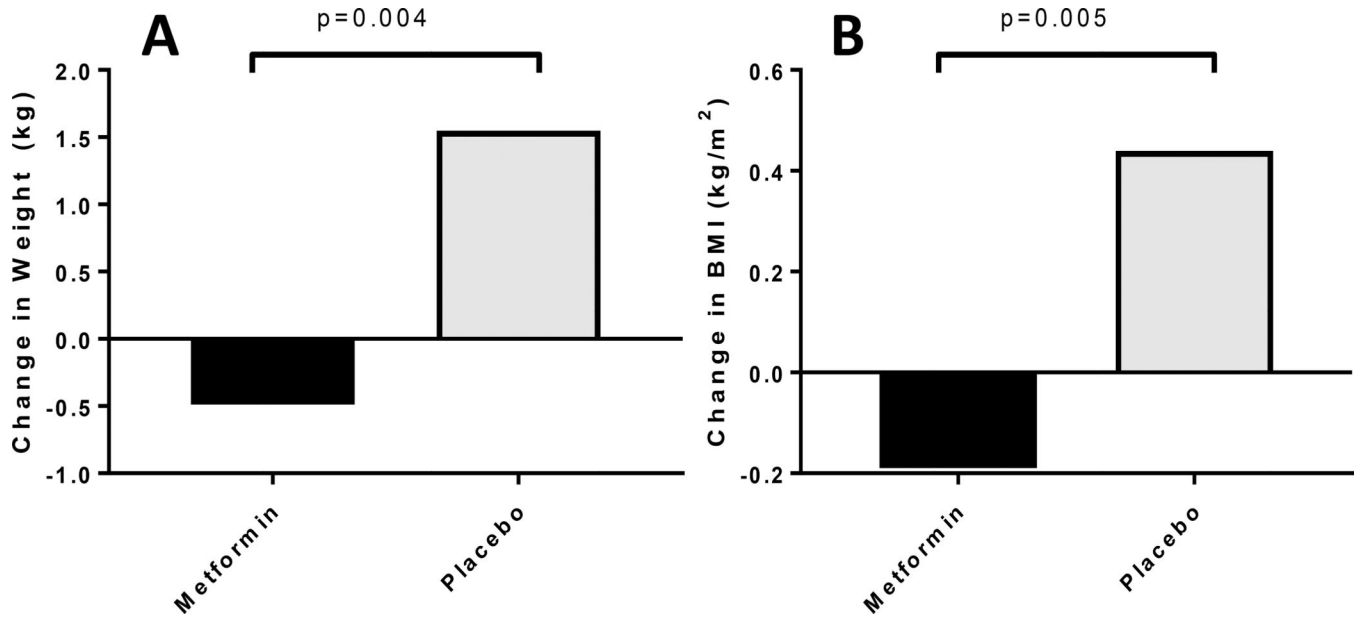 A
p=0.004
Change in Weight (kg)
2.0
1.5
1.0
0.5
0.0
-0.5
-1.0
Metformin
Placebo
B
p=0.005
Change in BMI (kg/m²)
0.6
0.4
0.2
0.0
-0.2
Metformin
Placebo